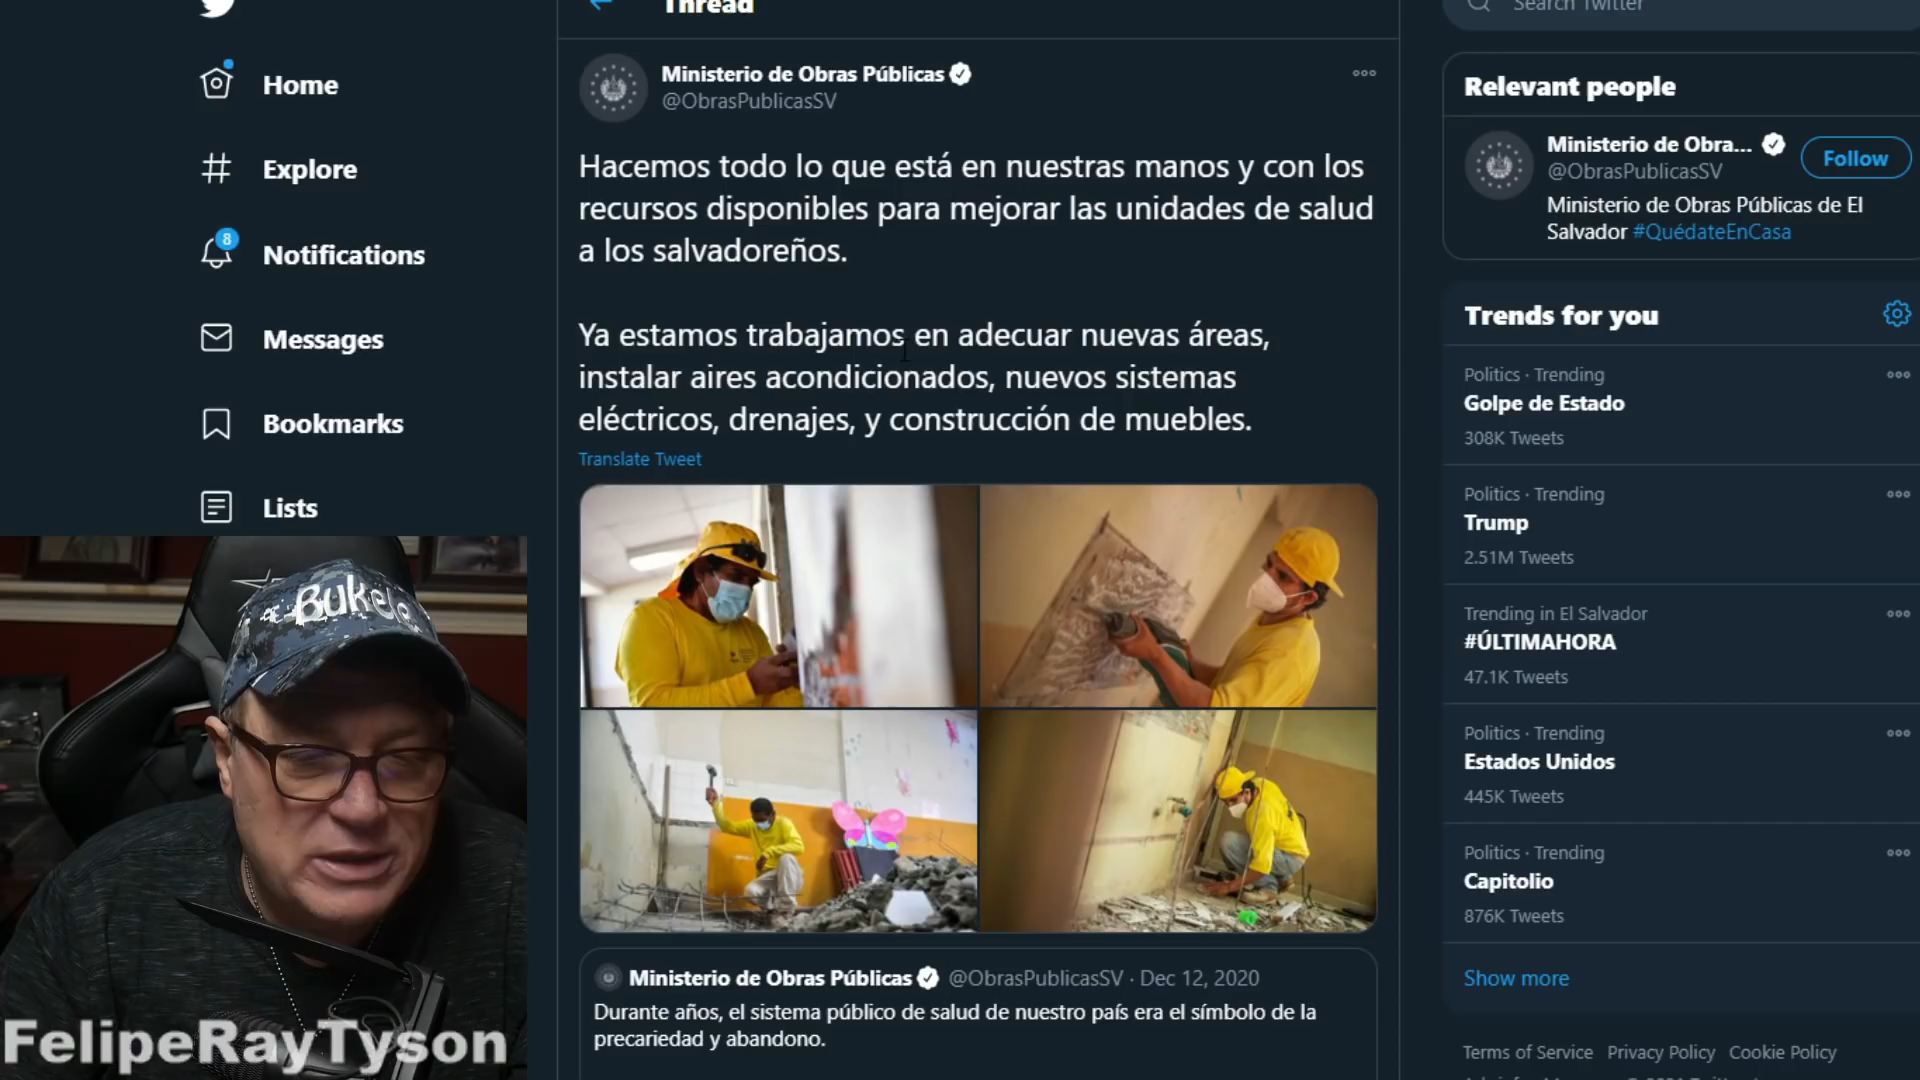 Thread
Home
Explore
8
Notifications
Messages
Bookmarks
Lists
Ministerio de Obras Públicas
@ObrasPublicasSV
Hacemos todo lo que está en nuestras manos y con los
recursos disponibles para mejorar las unidades de salud
a los salvadoreños.
Ya estamos trabajamos en adecuar nuevas áreas,
instalar aires acondicionados, nuevos sistemas
eléctricos, drenajes, y construcción de muebles.
Translate Tweet
Ministerio de Obras Públicas @ObrasPublicasSV · Dec 12, 2020
Durante años, el sistema público de salud de nuestro país era el símbolo de la
precariedad y abandono.
Search Twitter
Relevant people
Ministerio de Obra...
@ObrasPublicasSV
Follow
Ministerio de Obras Públicas de El
Salvador #QuédateEnCasa
Trends for you
Politics · Trending
Golpe de Estado
308K Tweets
Politics · Trending
Trump
2.51M Tweets
Trending in El Salvador
#ÚLTIMAHORA
47.1K Tweets
Politics · Trending
Estados Unidos
445K Tweets
Politics · Trending
Capitolio
876K Tweets
Show more
Terms of Service Privacy Policy Cookie Policy
Bukele
FelipeRayTyson